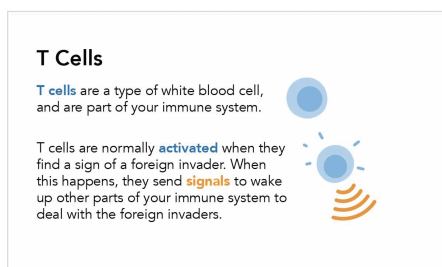 T Cells
T cells are a type of white blood cell,
and are part of your immune system.
T cells are normally activated when they
find a sign of a foreign invader. When
this happens, they send signals to wake
up other parts of your immune system to
deal with the foreign invaders.